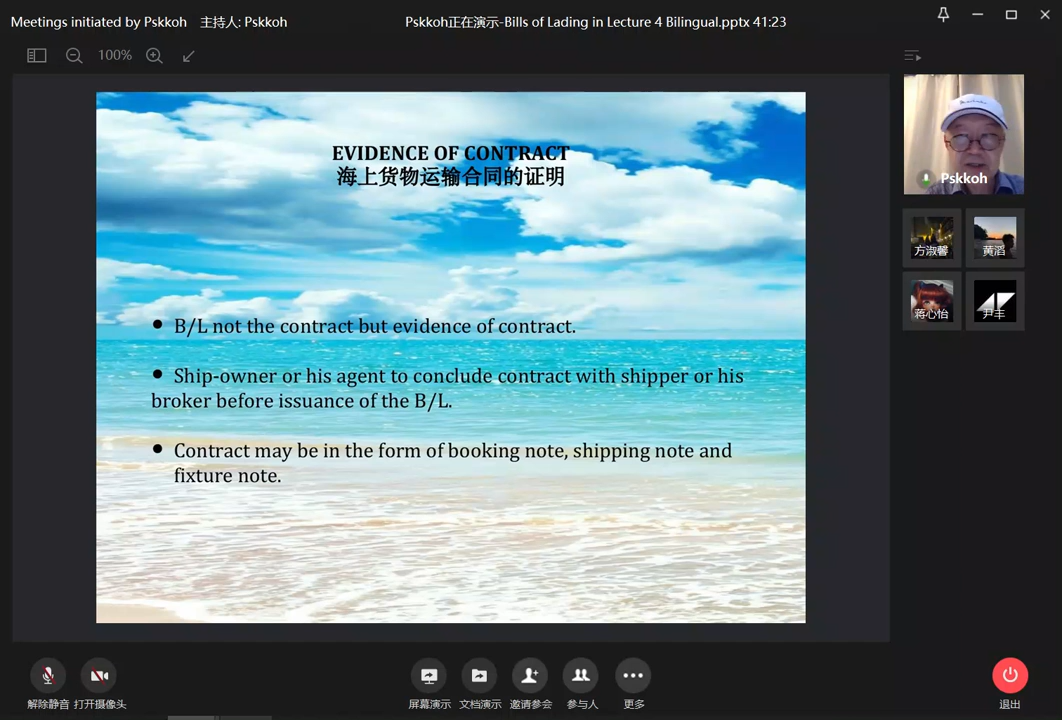 Meetings initiated by Pskkoh 主持人: Pskkoh
Pskkoh正在演示-Bills of Lading in Lecture 4 Bilingual.pptx 41:23
100%
EVIDENCE OF CONTRACT
海上货物运输合同的证明
● B/L not the contract but evidence of contract.
● Ship-owner or his agent to conclude contract with shipper or his
broker before issuance of the B/L.
● Contract may be in the form of booking note, shipping note and
fixture note.
Pskkoh
方淑馨
黄滔
蒋心怡
尹丰
解除静音 打开摄像头
屏幕演示 文档演示 邀请参会 参与人 更多
退出